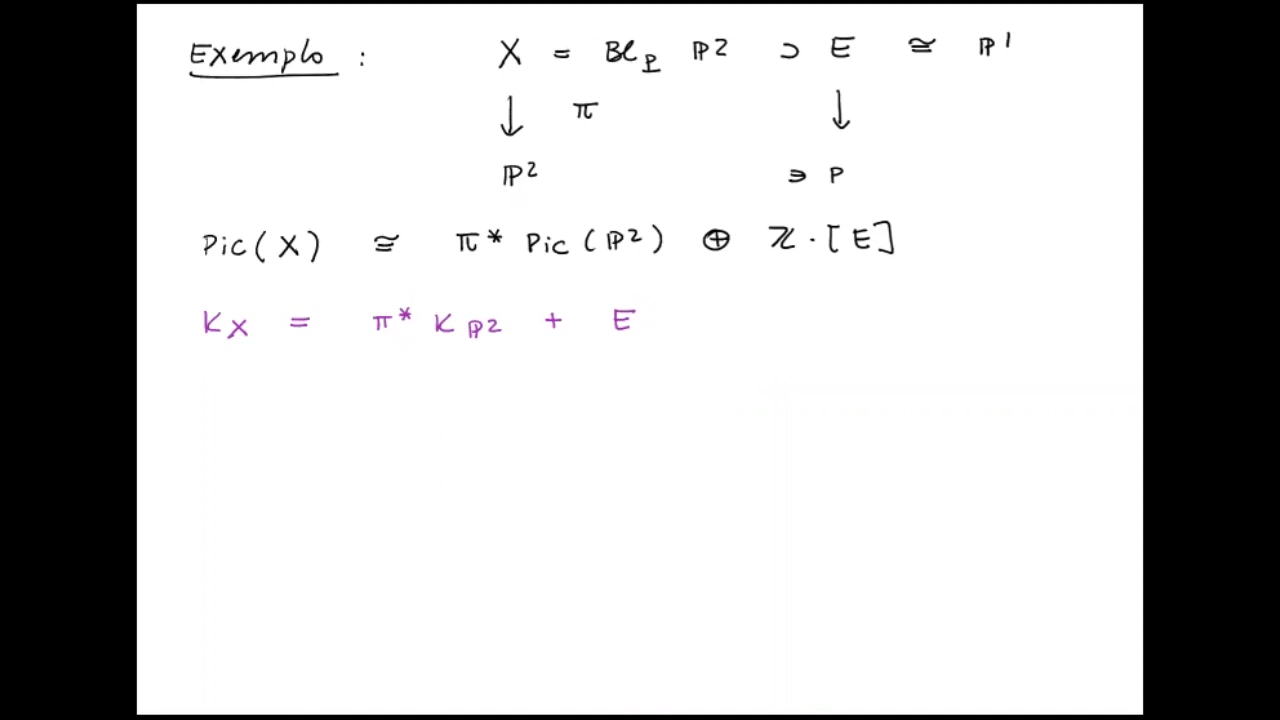 Exemplo : X = Bl_P ℙ² ⊃ E ≅ ℙ¹
↓ π ↓
ℙ² ∋ P
Pic(X) ≅ π* Pic(ℙ²) ⊕ ℤ·[E]
K_X = π* K_ℙ² + E